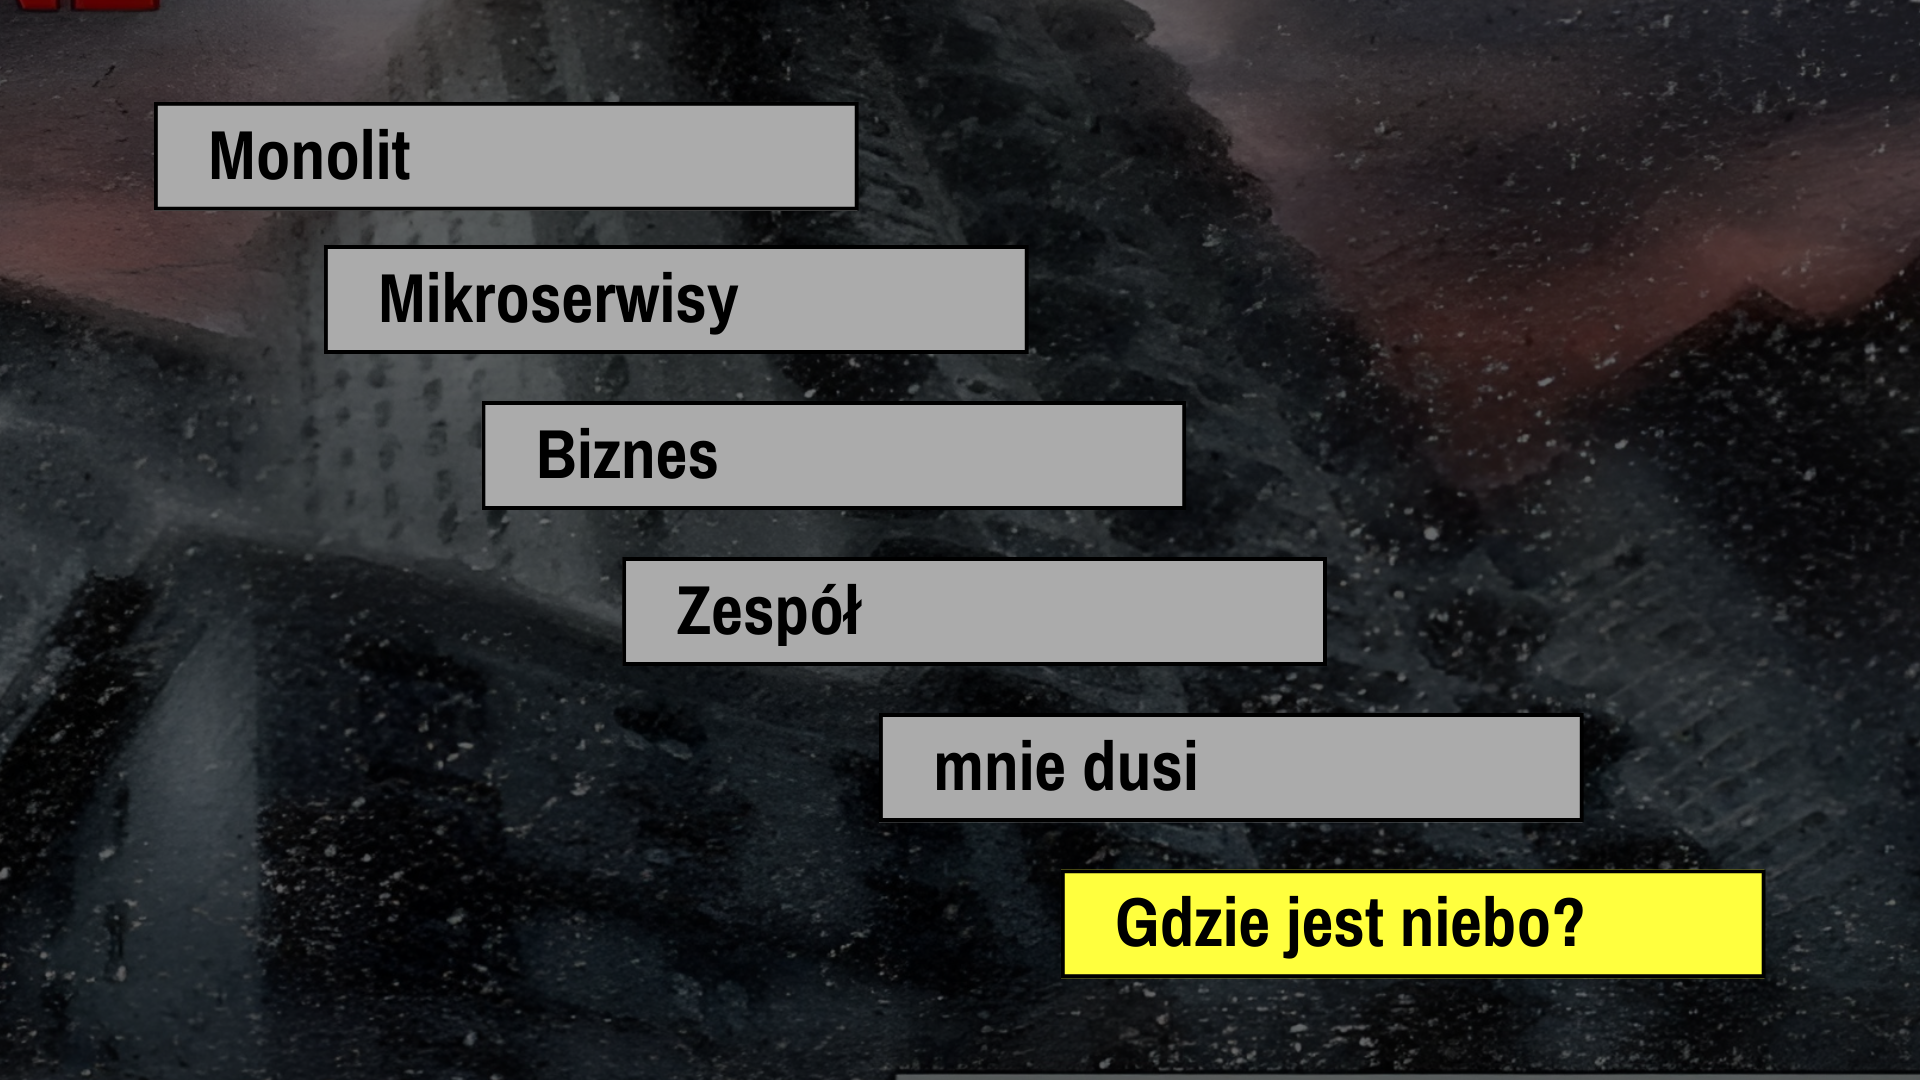 Monolit
Mikroserwisy
Biznes
Zespół
mnie dusi
Gdzie jest niebo?